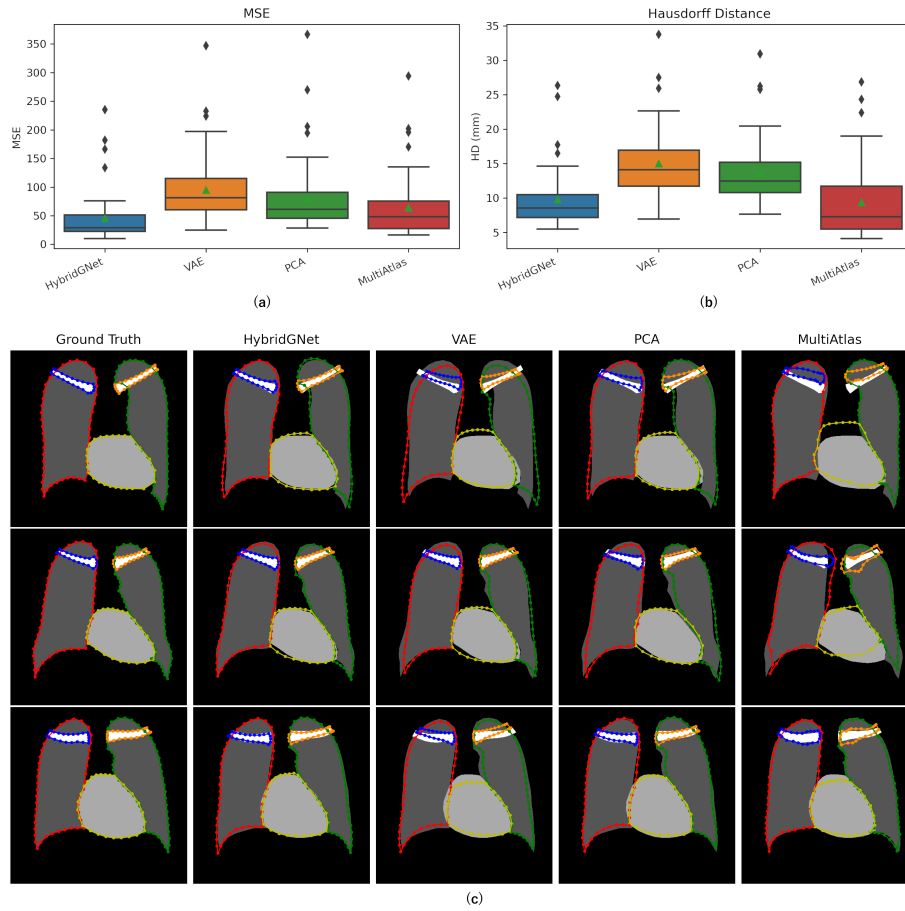 MSE
Hausdorff Distance
MSE
350
300
250
200
150
100
50
0
HD (mm)
35
30
25
20
15
10
5
HybridGNet
VAE
PCA
MultiAtlas
HybridGNet
VAE
PCA
MultiAtlas
(a)
(b)
Ground Truth
HybridGNet
VAE
PCA
MultiAtlas
(c)